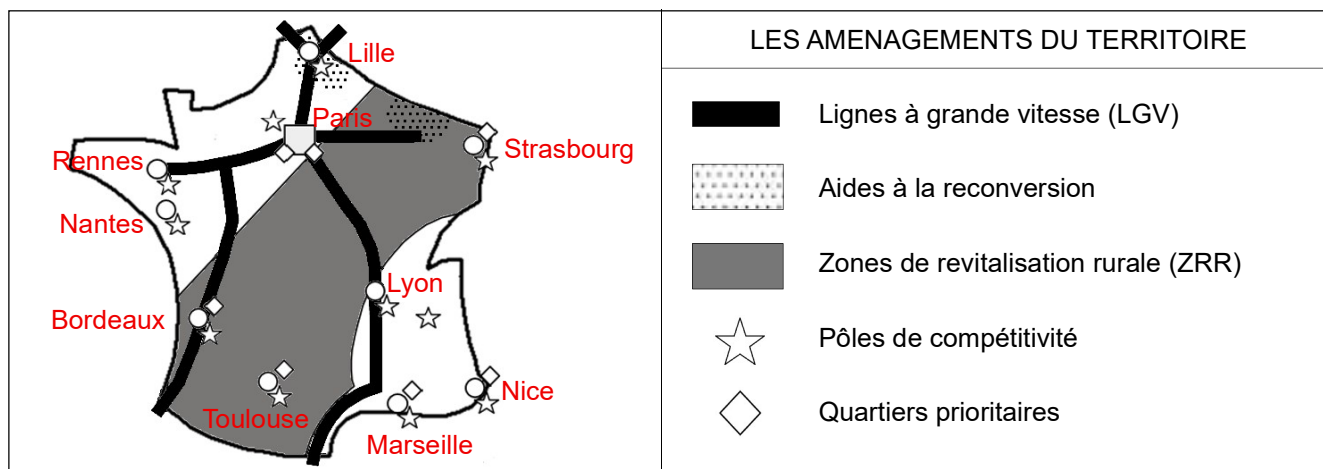 Lille
Paris
Strasbourg
Rennes
Nantes
Lyon
Bordeaux
Nice
Toulouse
Marseille
LES AMENAGEMENTS DU TERRITOIRE
Lignes à grande vitesse (LGV)
Aides à la reconversion
Zones de revitalisation rurale (ZRR)
Pôles de compétitivité
Quartiers prioritaires